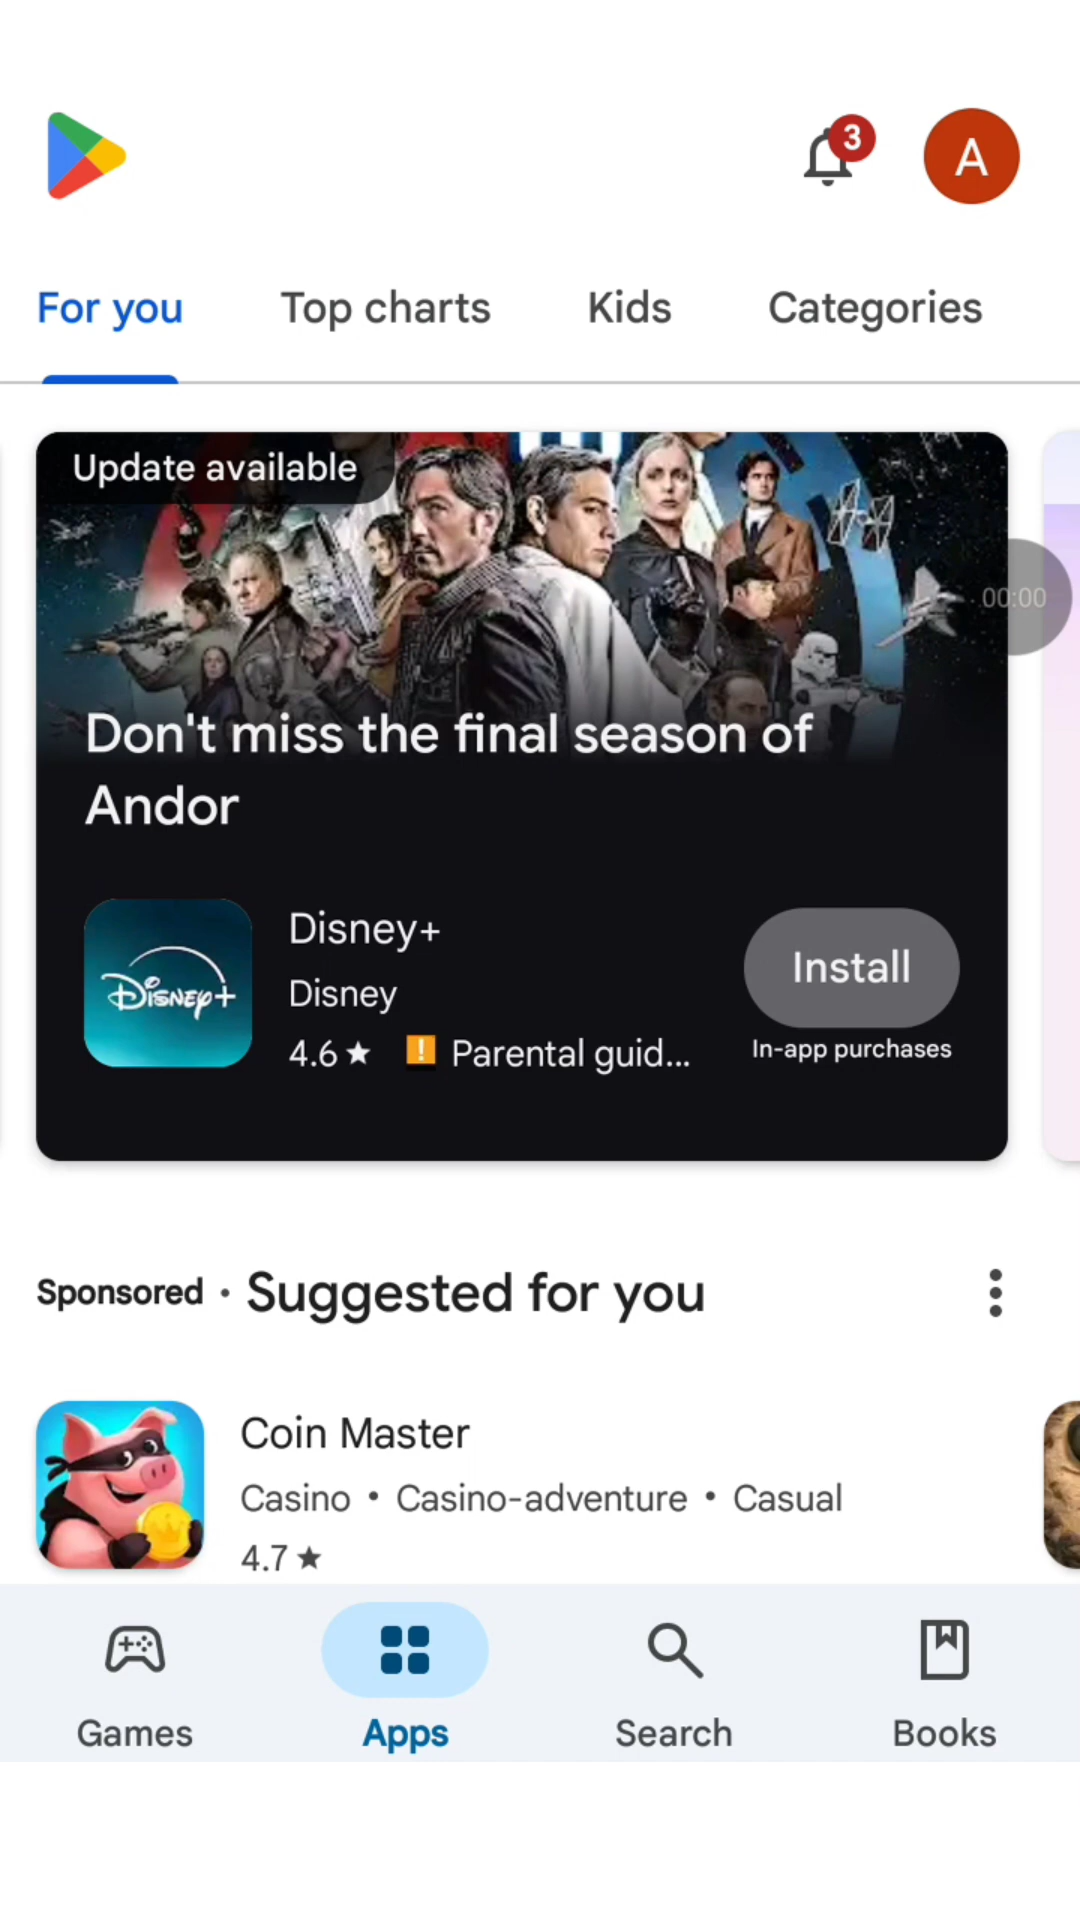 3
A
For you
Top charts
Kids
Categories
Update available
00:00
Don't miss the final season of
Andor
Disney+
Disney+
Disney
4.6★
Parental guid...
Install
In-app purchases
Sponsored • Suggested for you
Coin Master
Casino • Casino-adventure • Casual
4.7★
Games
Apps
Search
Books